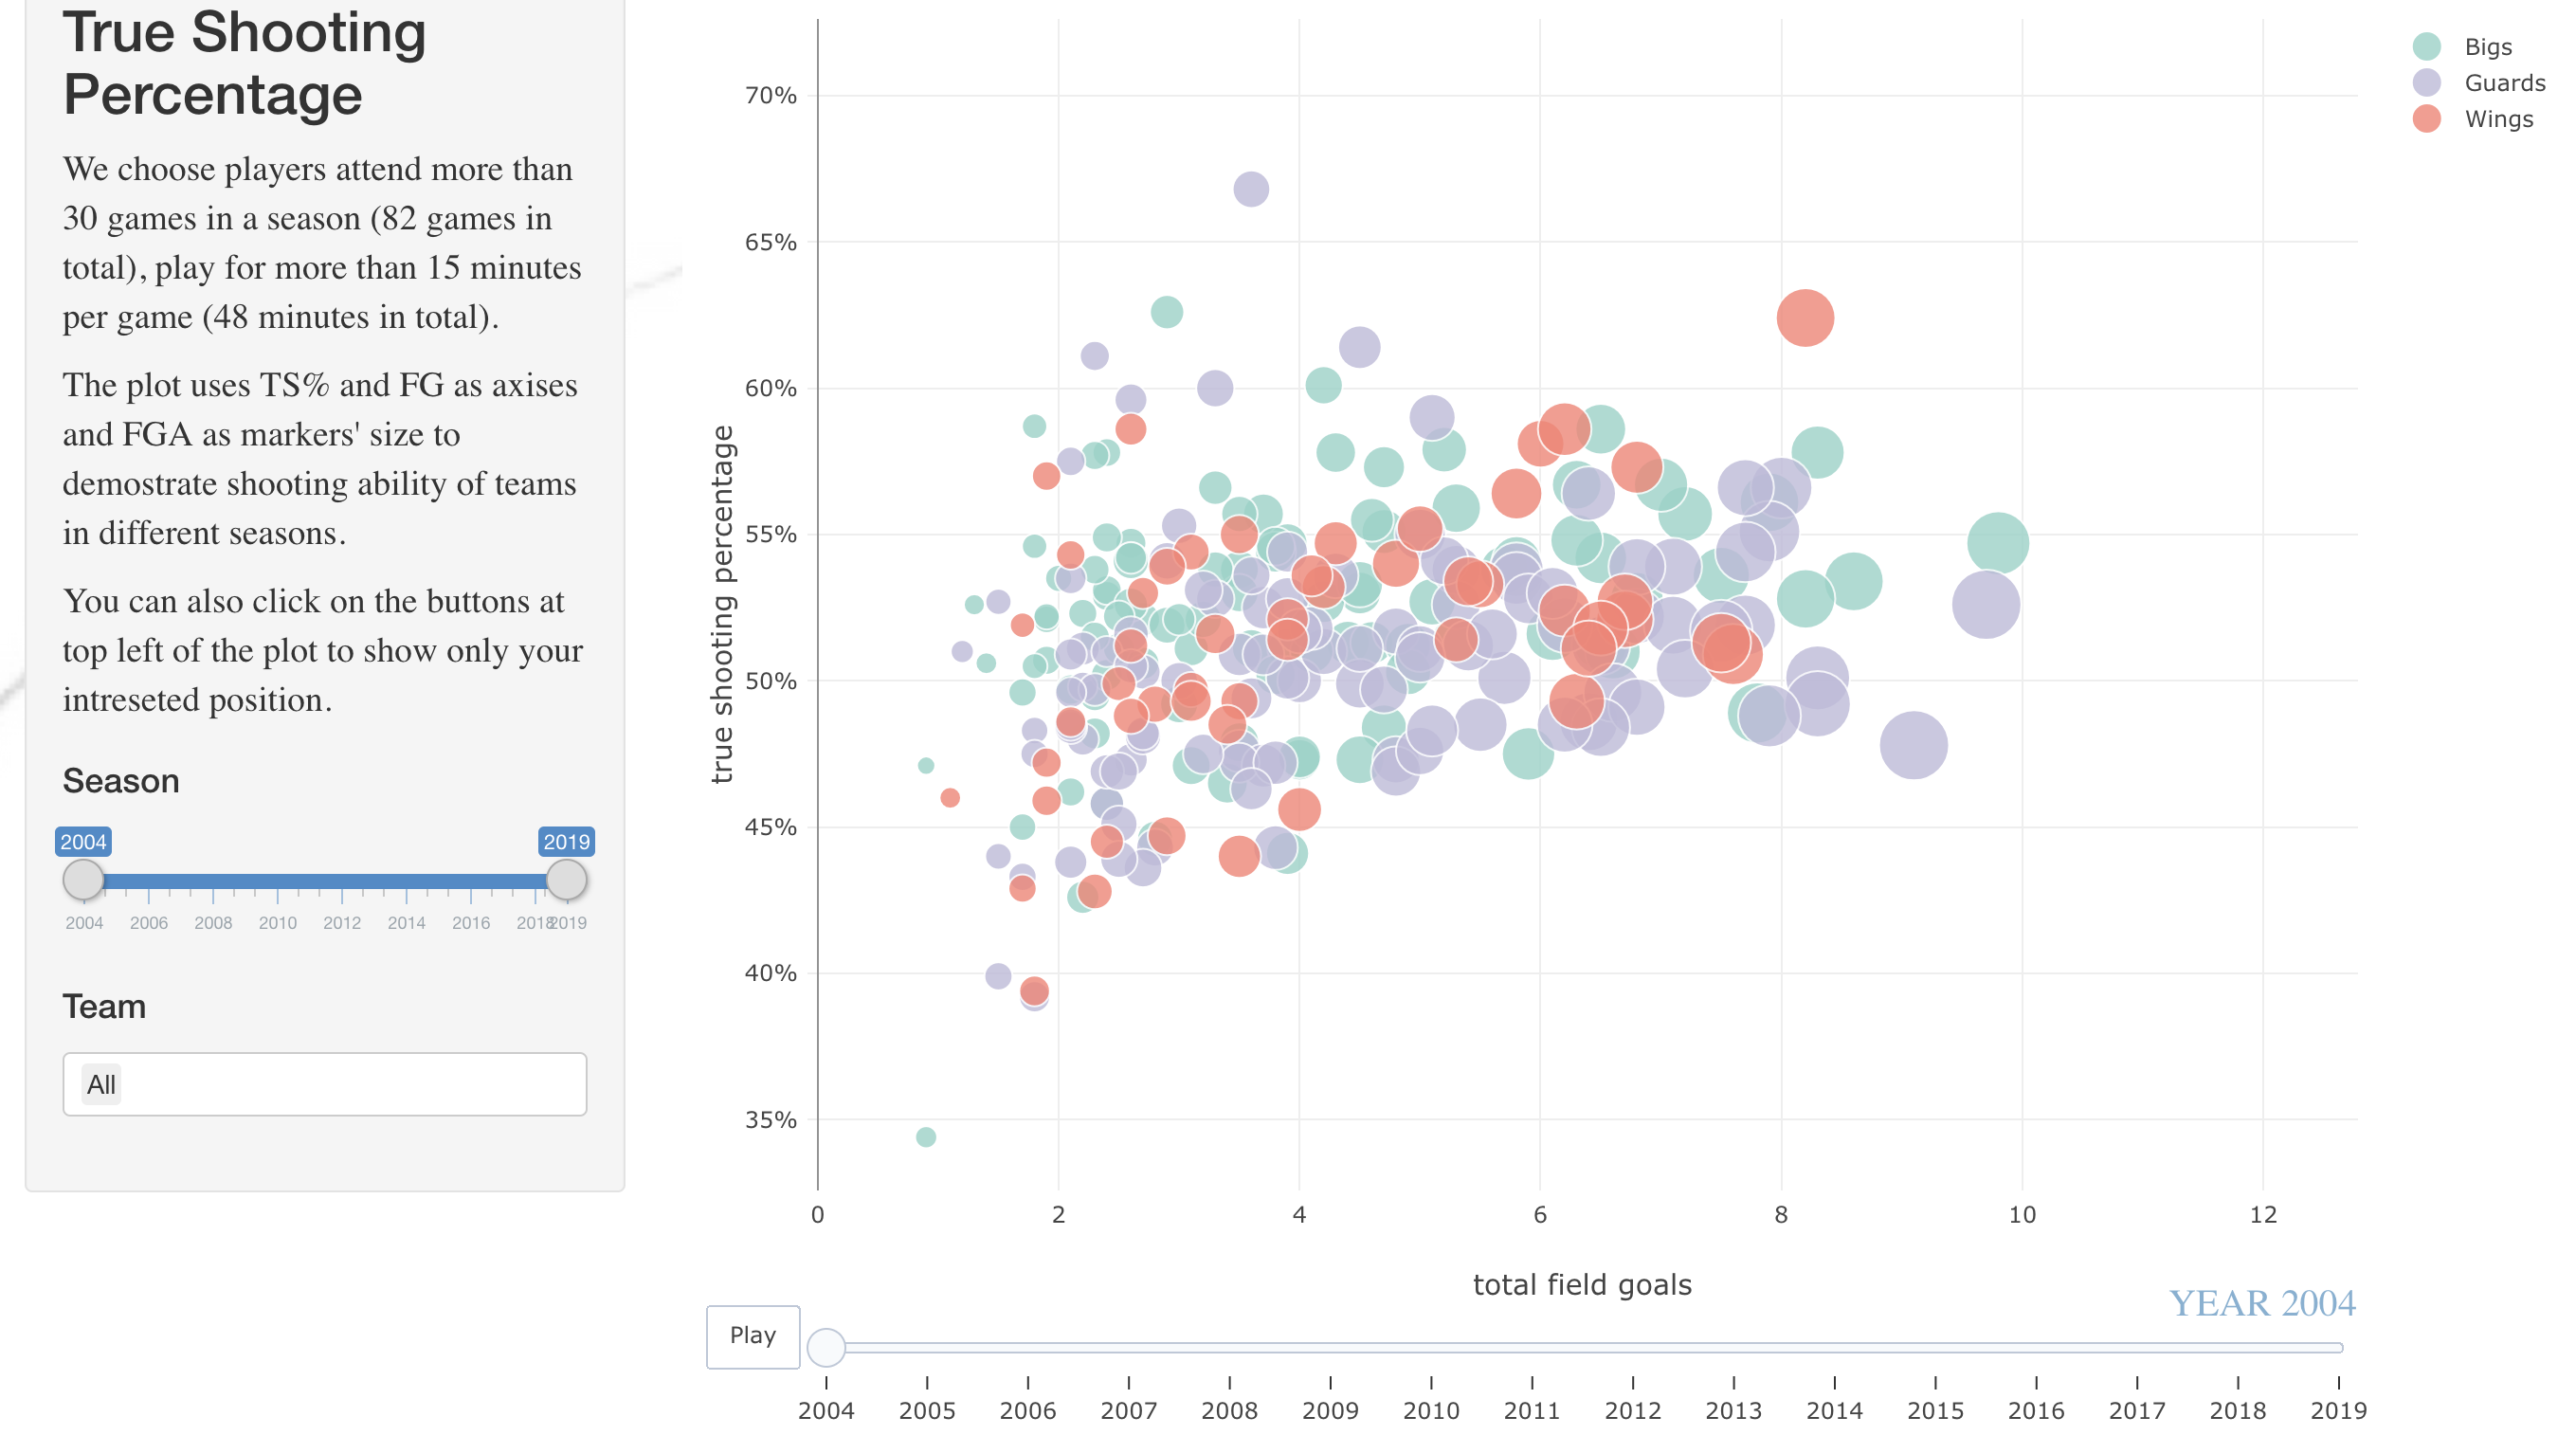 True Shooting
Percentage
We choose players attend more than
30 games in a season (82 games in
total), play for more than 15 minutes
per game (48 minutes in total).
The plot uses TS% and FG as axises
and FGA as markers' size to
demostrate shooting ability of teams
in different seasons.
You can also click on the buttons at
top left of the plot to show only your
intreseted position.
Season
2004 2019
2004 2006 2008 2010 2012 2014 2016 2018 2019
Team
All
true shooting percentage
70%
65%
60%
55%
50%
45%
40%
35%
0 2 4 6 8 10 12
total field goals
Bigs
Guards
Wings
YEAR 2004
Play
2004 2005 2006 2007 2008 2009 2010 2011 2012 2013 2014 2015 2016 2017 2018 2019